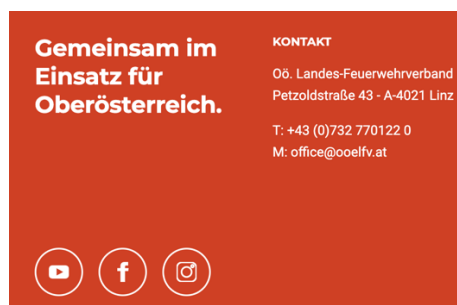 Gemeinsam im
Einsatz für
Oberösterreich.
KONTAKT
Oö. Landes-Feuerwehrverband
Petzoldstraße 43 - A-4021 Linz
T: +43 (0)732 770122 0
M: office@ooelfv.at